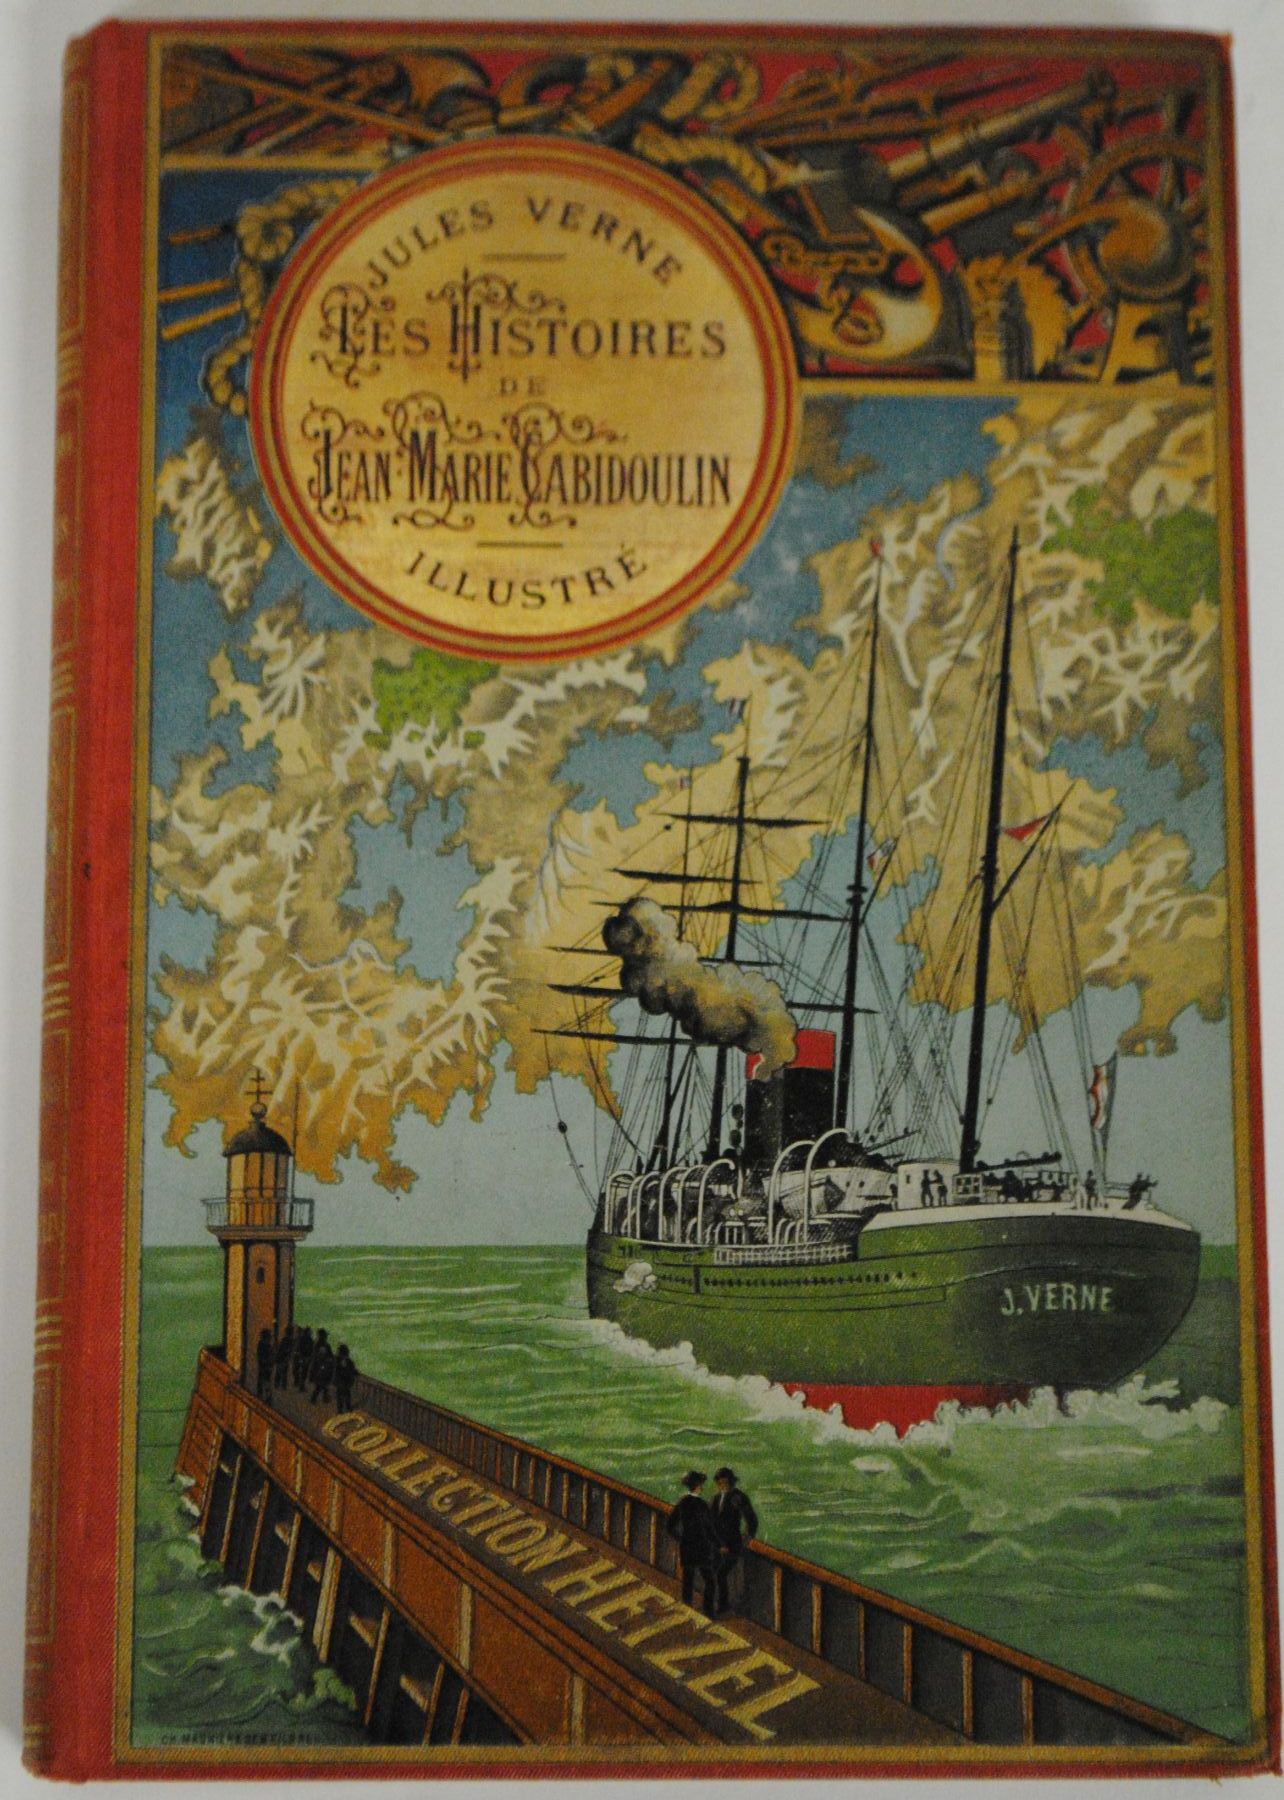 JULES VERNE
LES HISTOIRES
DE
JEAN-MARIE CABIDOULIN
ILLUSTRÉ
J. VERNE
COLLECTION HETZEL